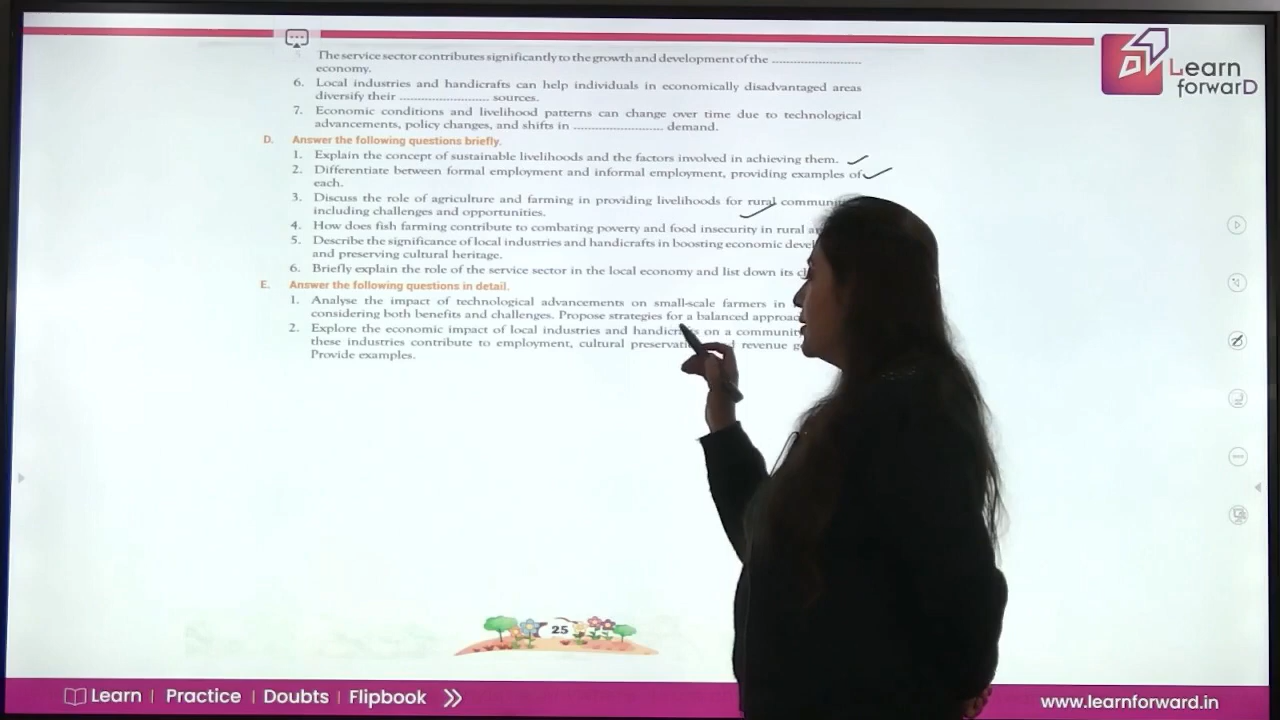 The service sector contributes significantly to the growth and development of the ..............................
economy.
6. Local industries and handicrafts can help individuals in economically disadvantaged areas
diversify their .............................. sources.
7. Economic conditions and livelihood patterns can change over time due to technological
advancements, policy changes, and shifts in .............................. demand.
D. Answer the following questions briefly.
1. Explain the concept of sustainable livelihoods and the factors involved in achieving them.
2. Differentiate between formal employment and informal employment, providing examples of
each.
3. Discuss the role of agriculture and farming in providing livelihoods for rural
including challenges and opportunities.
4. How does fish farming contribute to combating poverty and food insecurity in rural
5. Describe the significance of local industries and handicrafts in boosting economic
and preserving cultural heritage.
6. Briefly explain the role of the service sector in the local economy and list down its
E. Answer the following questions in detail.
1. Analyse the impact of technological advancements on small-scale farmers in
considering both benefits and challenges. Propose strategies for a balanced
2. Explore the economic impact of local industries and on a
these industries contribute to employment, cultural revenue
Provide examples.
25
Learn
forwarD
Learn | Practice | Doubts | Flipbook
www.learnforward.in